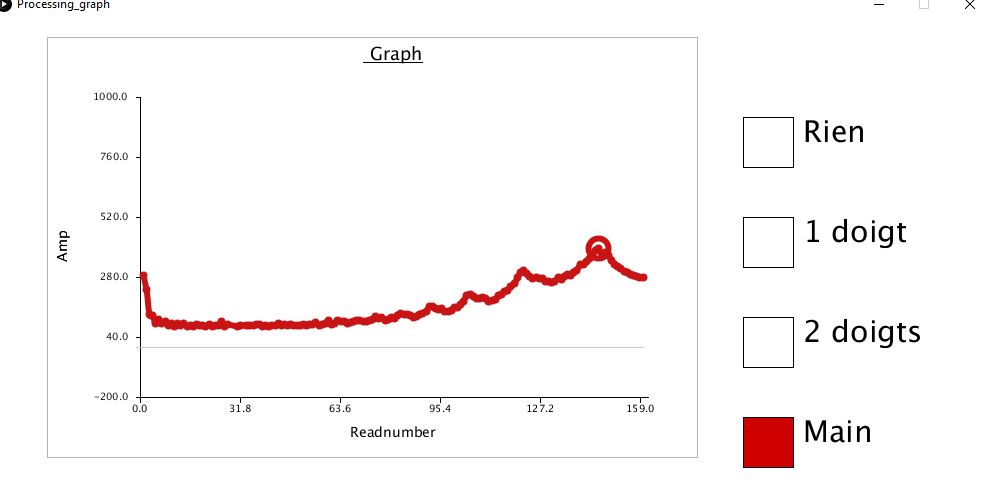 Processing_graph
Graph
1000.0
760.0
520.0
280.0
40.0
-200.0
Amp
0.0 31.8 63.6 95.4 127.2 159.0
Readnumber
Rien
1 doigt
2 doigts
Main